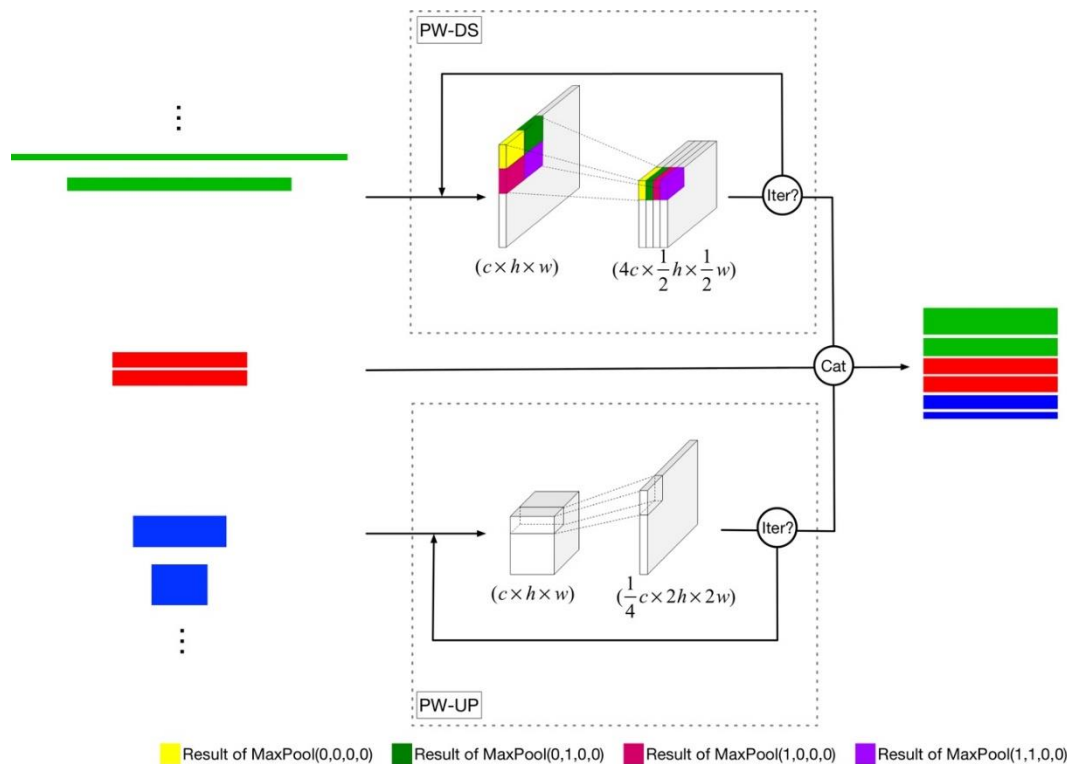 PW-DS
⋮
Iter?
(c×h×w)
(4c×1/2h×1/2w)
Cat
Iter?
(c×h×w)
(1/4c×2h×2w)
⋮
PW-UP
Result of MaxPool(0,0,0,0) Result of MaxPool(0,1,0,0) Result of MaxPool(1,0,0,0) Result of MaxPool(1,1,0,0)